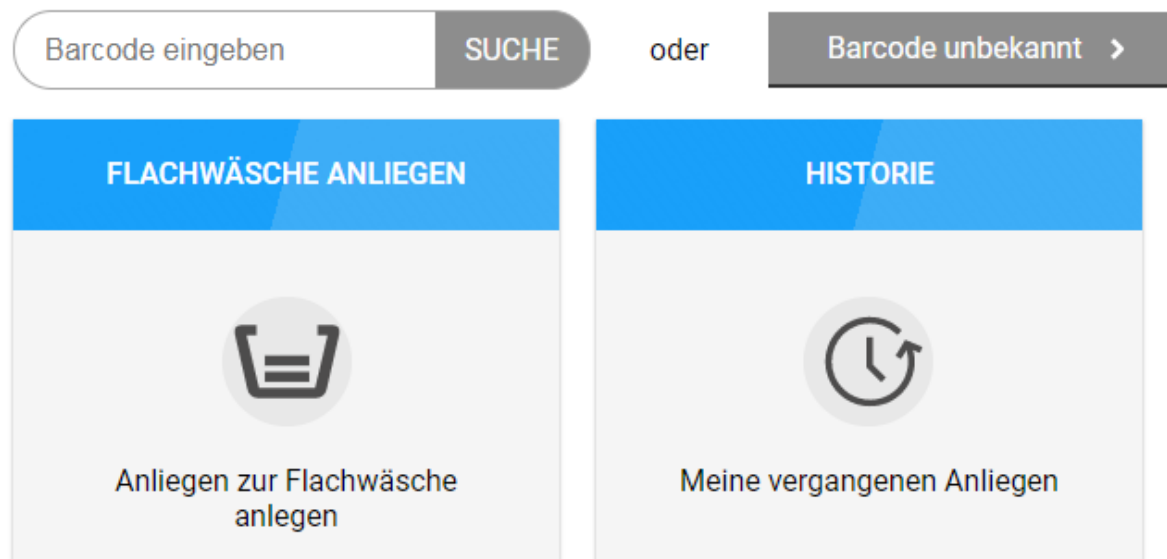 Barcode eingeben SUCHE oder Barcode unbekannt
FLACHWÄSCHE ANLIEGEN
HISTORIE
Anliegen zur Flachwäsche
anlegen
Meine vergangenen Anliegen